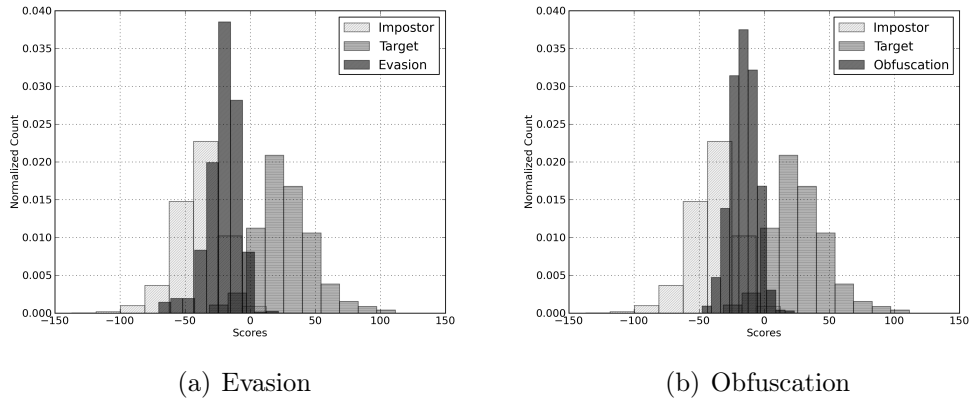 0.040
0.035
0.030
0.025
0.020
0.015
0.010
0.005
0.000
Normalized Count
−150 −100 −50 0 50 100 150
Scores
Impostor
Target
Evasion
(a) Evasion
0.040
0.035
0.030
0.025
0.020
0.015
0.010
0.005
0.000
Normalized Count
−150 −100 −50 0 50 100 150
Scores
Impostor
Target
Obfuscation
(b) Obfuscation